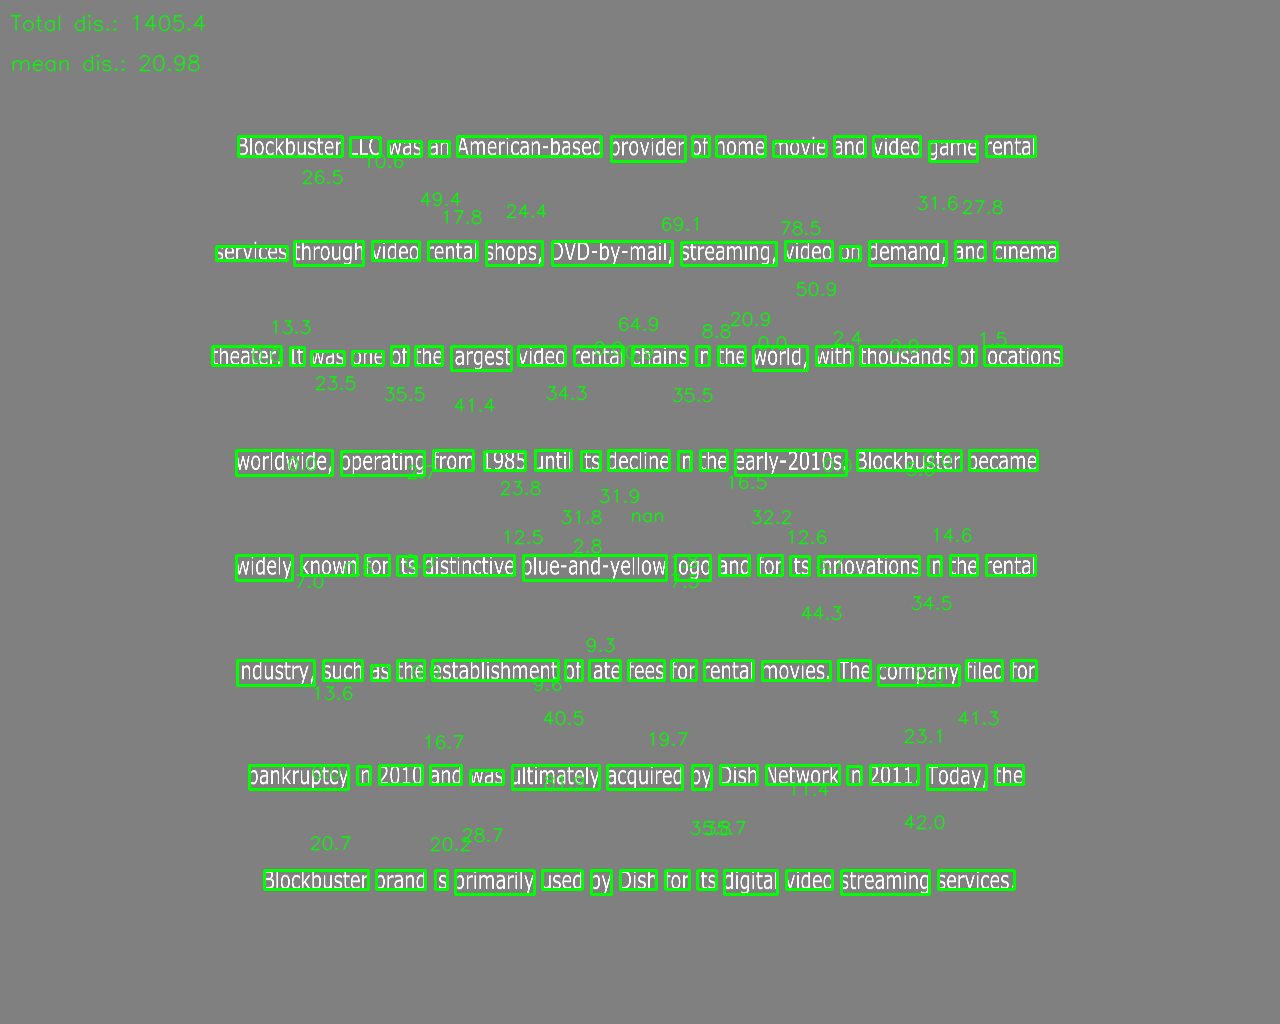 Total dis.: 1405.4
mean dis.: 20.98
Blockbuster LLC was an American-based provider of home movie and video game rental
10.6
26.5
49.4 17.8 24.4 69.1 78.5 31.6 27.8
services through video rental shops, DVD-by-mail, streaming, video on demand, and cinema
50.9
13.3 64.9 8.8 20.9 2.4 1.5
theater. It was one of the largest video rental chains in the world, with thousands of locations
23.5 35.5 41.4 34.3 35.5
worldwide, operating from 1985 until its decline in the early-2010s. Blockbuster became
23.8 31.9 16.5
31.8 non 32.2
12.5 2.8 12.6 14.6
widely known for its distinctive blue-and-yellow logo and for its innovations in the rental
44.3 34.5
9.3
industry, such as the establishment of late fees for rental movies. The company filed for
13.6 9.6
40.5 41.3
16.7 19.7 23.1
bankruptcy in 2010 and was ultimately acquired by Dish Network in 2011. Today, the
20.7 20.2 28.7 42.0
Blockbuster brand is primarily used by Dish for its digital video streaming services.